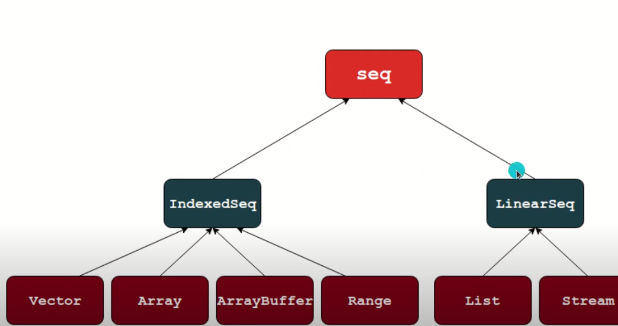 seq
IndexedSeq
LinearSeq
Vector
Array
ArrayBuffer
Range
List
Stream